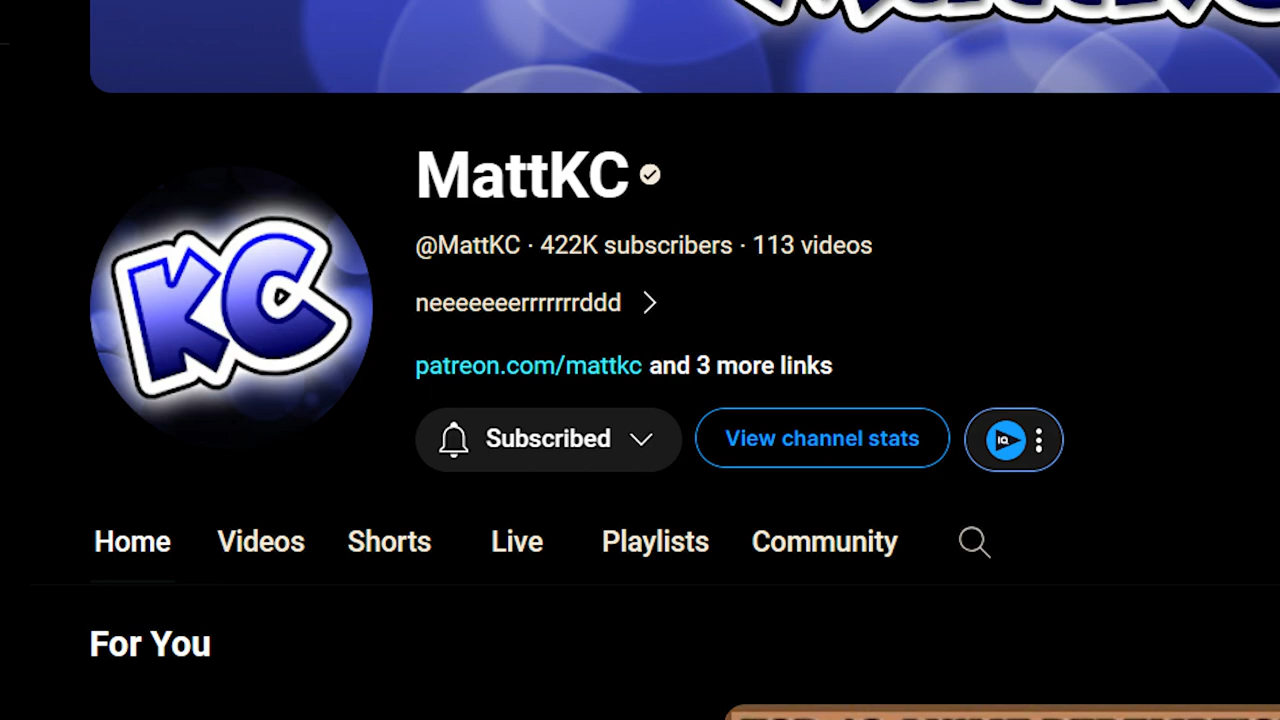 KC
MattKC
@MattKC · 422K subscribers · 113 videos
neeeeeeerrrrrrrddd
patreon.com/mattkc and 3 more links
Subscribed
View channel stats
IQ
Home Videos Shorts Live Playlists Community
For You